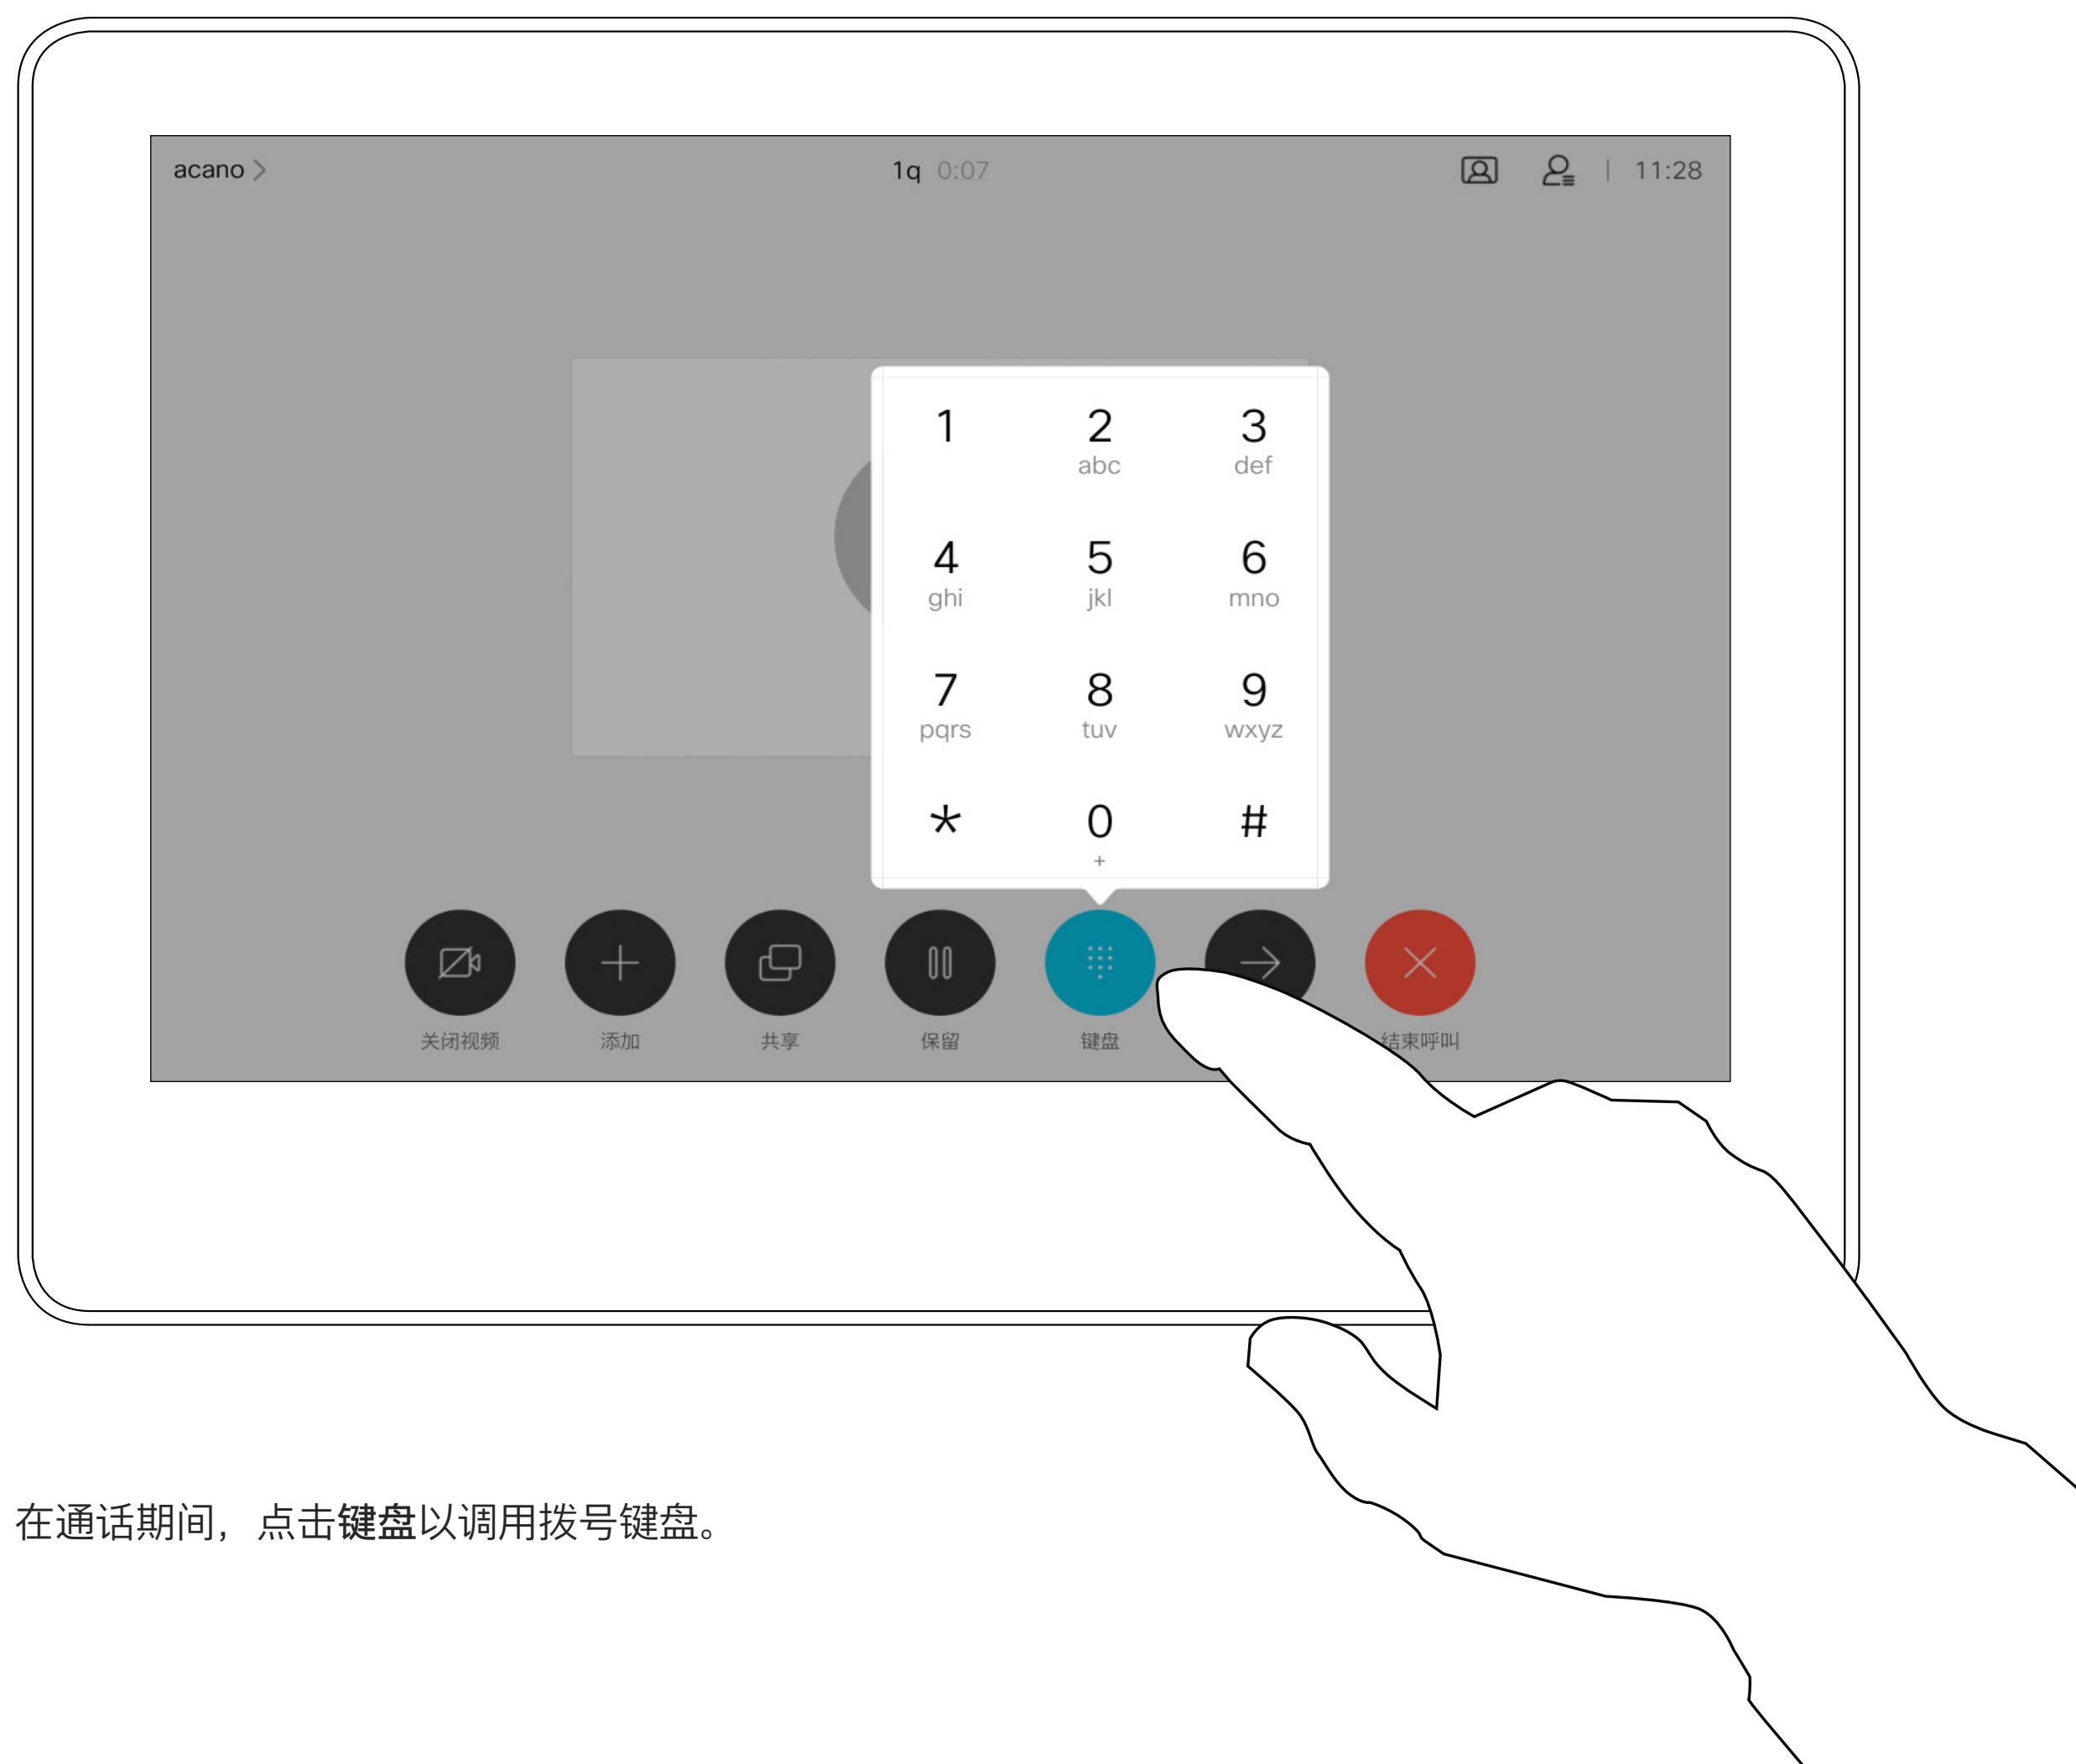 acano
1q 0:07
11:28
1 2 3
abc def
4 5 6
ghi jkl mno
7 8 9
pqrs tuv wxyz
* 0 #
+
关闭视频 添加 共享 保留 键盘 结束呼叫
在通话期间，点击键盘以调用拨号键盘。